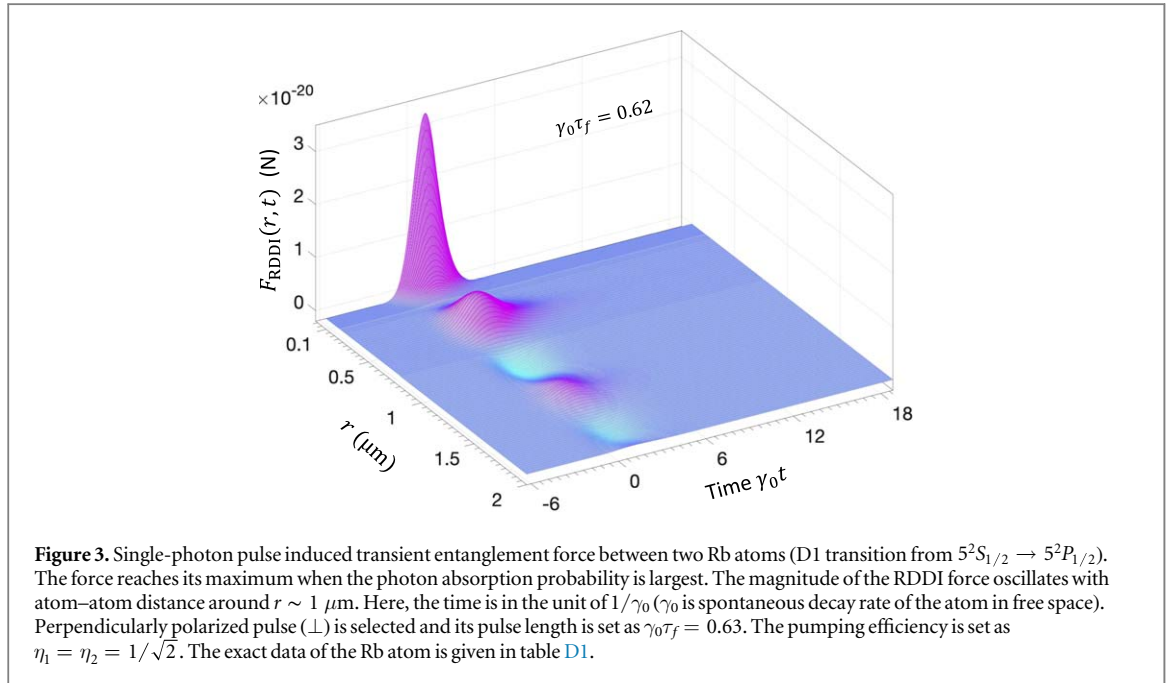 ×10⁻²⁰
γ₀τ_f = 0.62
F_RDDI(r, t) (N)
3
2
1
0
0.1
0.5
1
1.5
2
r (μm)
-6
0
6
12
18
Time γ₀t
Figure 3. Single-photon pulse induced transient entanglement force between two Rb atoms (D1 transition from 5²S₁/₂ → 5²P₁/₂).
The force reaches its maximum when the photon absorption probability is largest. The magnitude of the RDDI force oscillates with
atom–atom distance around r ∼ 1 μm. Here, the time is in the unit of 1/γ₀ (γ₀ is spontaneous decay rate of the atom in free space).
Perpendicularly polarized pulse (⊥) is selected and its pulse length is set as γ₀τ_f = 0.63. The pumping efficiency is set as
η₁ = η₂ = 1/√2. The exact data of the Rb atom is given in table D1.